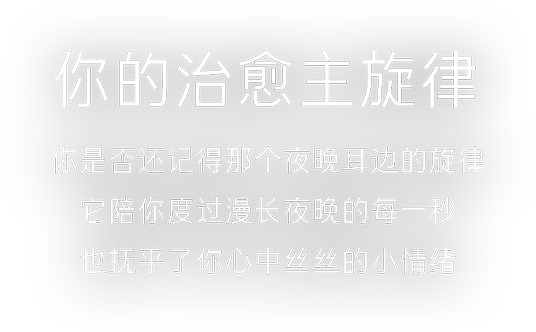 你的治愈主旋律
你是否还记得那个夜晚耳边的旋律
它陪你度过漫长夜晚的每一秒
也抚平了你心中丝丝的小情绪